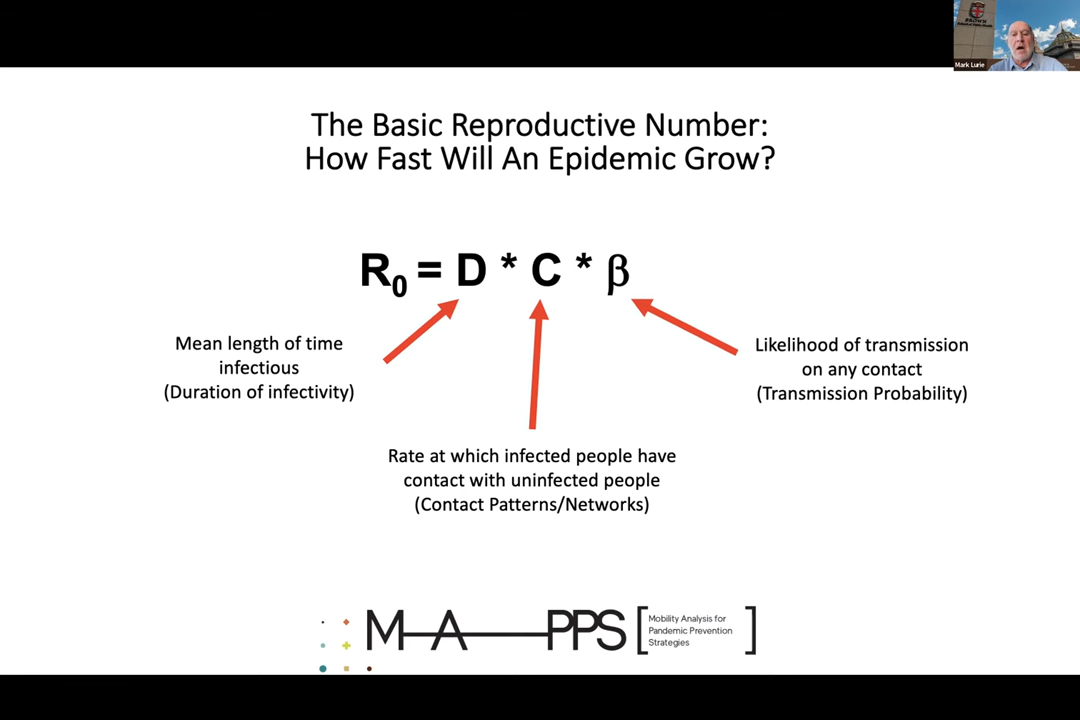 BROWN
Mark Lurie
The Basic Reproductive Number:
How Fast Will An Epidemic Grow?
R₀ = D * C * β
Mean length of time
infectious
(Duration of infectivity)
Likelihood of transmission
on any contact
(Transmission Probability)
Rate at which infected people have
contact with uninfected people
(Contact Patterns/Networks)
MAPPS
[Mobility Analysis for
Pandemic Prevention
Strategies]